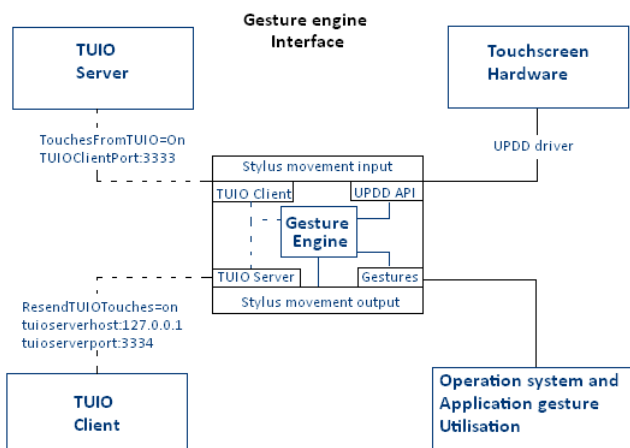 Gesture engine
Interface
TUIO
Server
Touchscreen
Hardware
TouchesFromTUIO=On
TUIOClientPort:3333
UPDD driver
Stylus movement input
TUIO Client
UPDD API
Gesture
Engine
TUIO Server
Gestures
Stylus movement output
ResendTUIOTouches=on
tuioserverhost:127.0.0.1
tuioserverport:3334
TUIO
Client
Operation system and
Application gesture
Utilisation